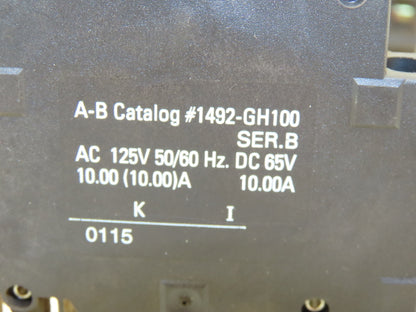 A-B Catalog #1492-GH100
SER.B
AC 125V 50/60 Hz. DC 65V
10.00 (10.00)A 10.00A
K I
0115